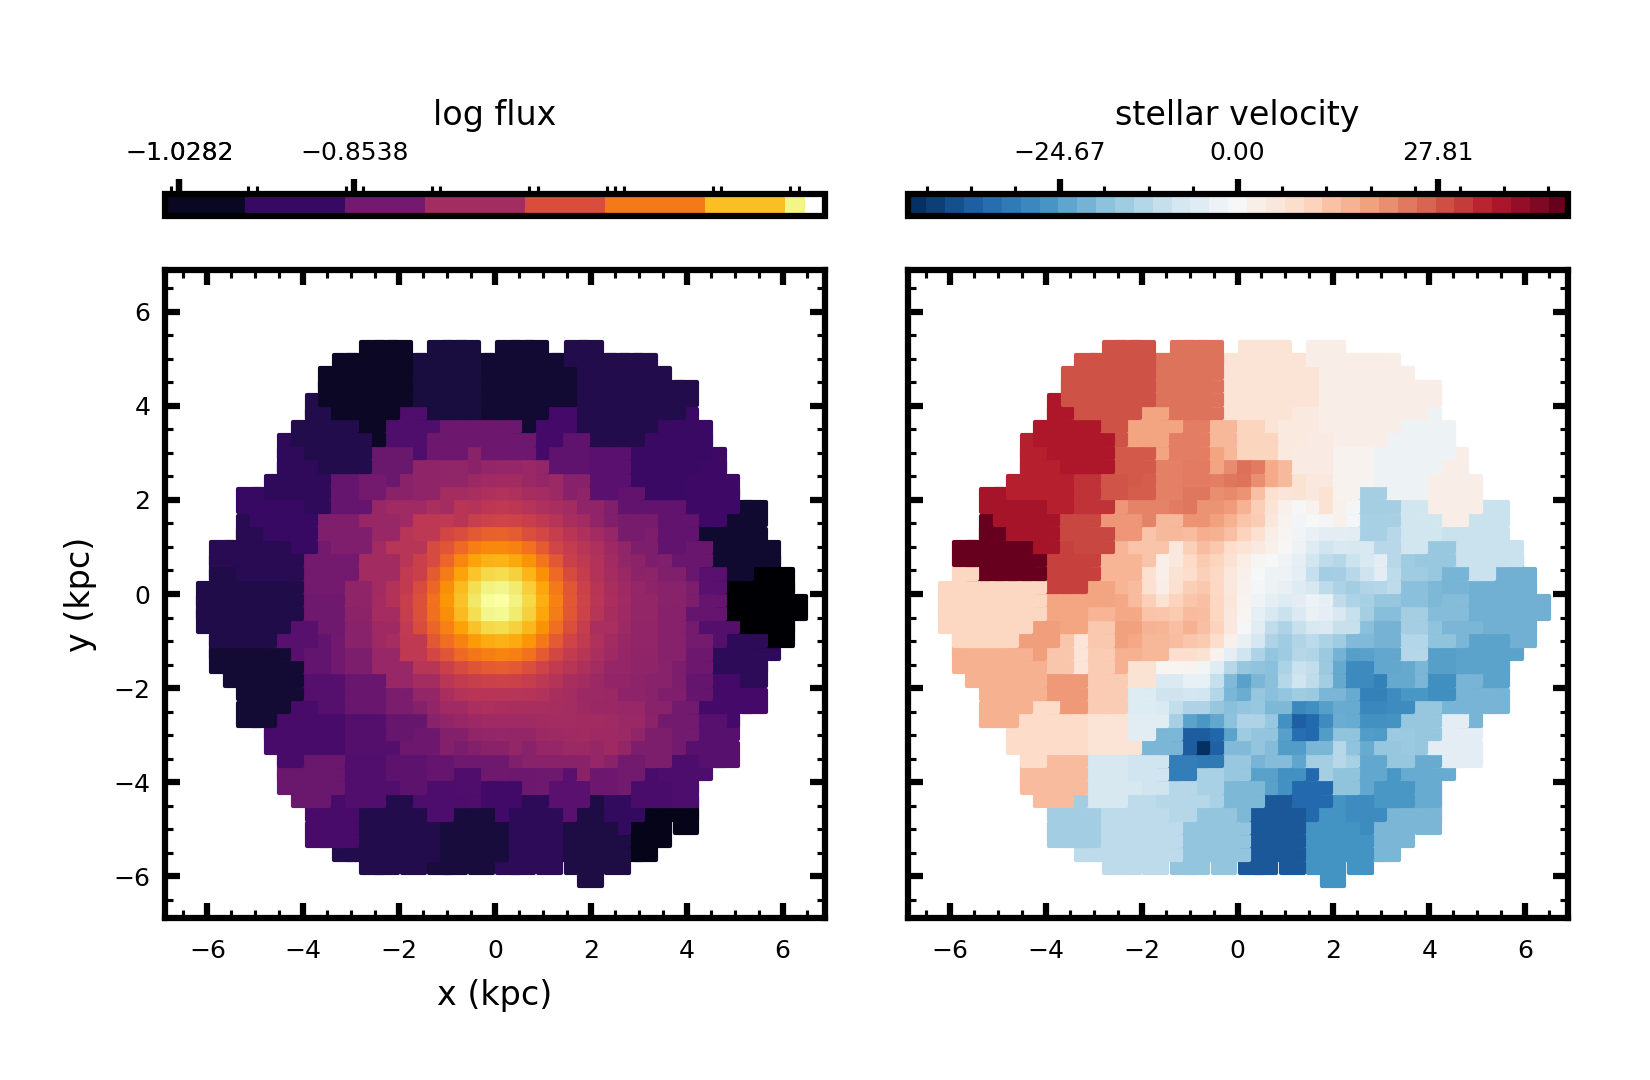 log flux
stellar velocity
−1.0282 −0.8538
−24.67 0.00 27.81
6
4
2
0
−2
−4
−6
y (kpc)
−6 −4 −2 0 2 4 6
−6 −4 −2 0 2 4 6
x (kpc)